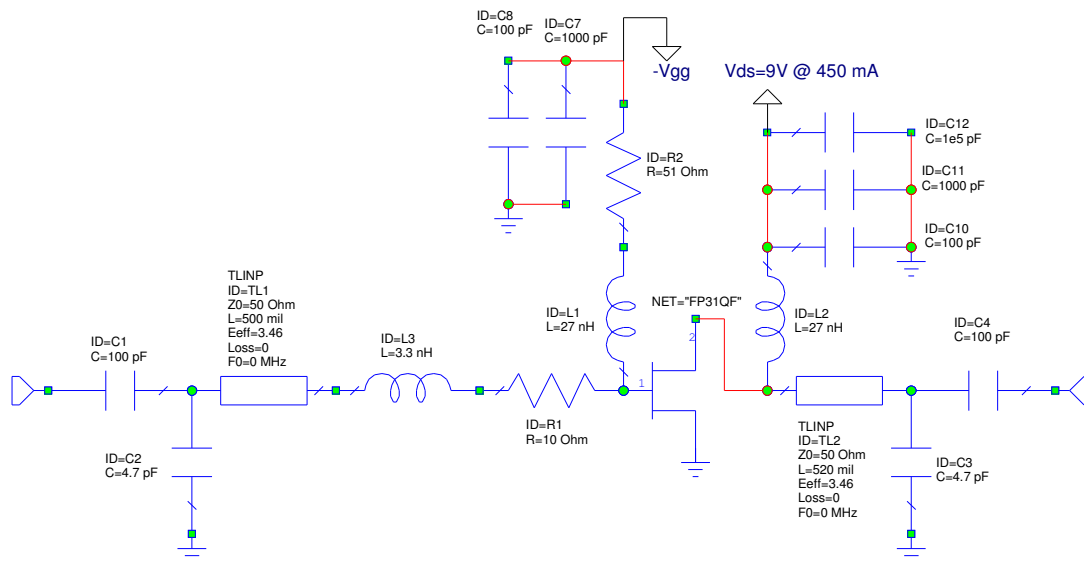 ID=C8
C=100 pF
ID=C7
C=1000 pF
-Vgg
Vds=9V @ 450 mA
ID=C12
C=1e5 pF
ID=R2
R=51 Ohm
ID=C11
C=1000 pF
ID=C10
C=100 pF
TLINP
ID=TL1
Z0=50 Ohm
L=500 mil
Eeff=3.46
Loss=0
F0=0 MHz
ID=L1
L=27 nH
NET="FP31QF"
ID=L2
L=27 nH
ID=C1
C=100 pF
ID=L3
L=3.3 nH
ID=C4
C=100 pF
1
2
ID=R1
R=10 Ohm
ID=C2
C=4.7 pF
TLINP
ID=TL2
Z0=50 Ohm
L=520 mil
Eeff=3.46
Loss=0
F0=0 MHz
ID=C3
C=4.7 pF